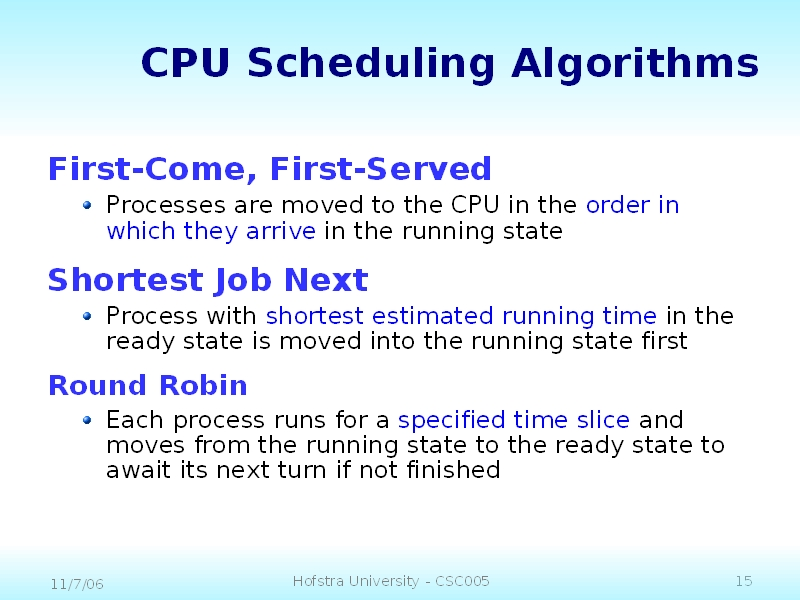 CPU Scheduling Algorithms
First-Come, First-Served
Processes are moved to the CPU in the order in
which they arrive in the running state
Shortest Job Next
Process with shortest estimated running time in the
ready state is moved into the running state first
Round Robin
Each process runs for a specified time slice and
moves from the running state to the ready state to
await its next turn if not finished
11/7/06
Hofstra University - CSC005
15